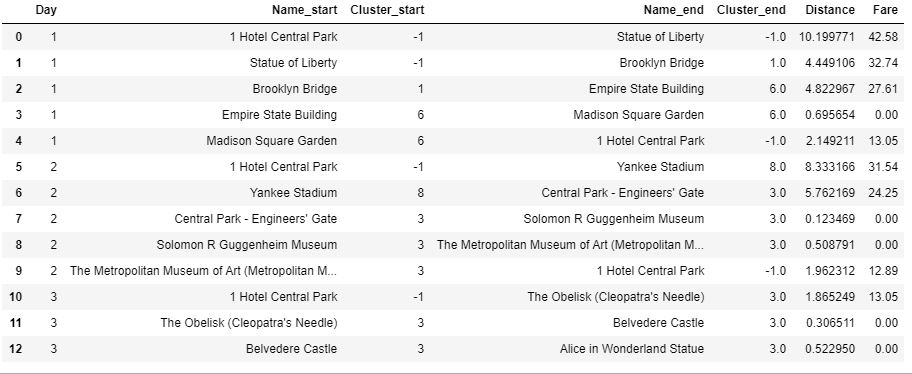 Day Name_start Cluster_start Name_end Cluster_end Distance Fare
0 1 1 Hotel Central Park -1 Statue of Liberty -1.0 10.199771 42.58
1 1 Statue of Liberty -1 Brooklyn Bridge 1.0 4.449106 32.74
2 1 Brooklyn Bridge 1 Empire State Building 6.0 4.822967 27.61
3 1 Empire State Building 6 Madison Square Garden 6.0 0.695654 0.00
4 1 Madison Square Garden 6 1 Hotel Central Park -1.0 2.149211 13.05
5 2 1 Hotel Central Park -1 Yankee Stadium 8.0 8.333166 31.54
6 2 Yankee Stadium 8 Central Park - Engineers' Gate 3.0 5.762169 24.25
7 2 Central Park - Engineers' Gate 3 Solomon R Guggenheim Museum 3.0 0.123469 0.00
8 2 Solomon R Guggenheim Museum 3 The Metropolitan Museum of Art (Metropolitan M... 3.0 0.508791 0.00
9 2 The Metropolitan Museum of Art (Metropolitan M... 3 1 Hotel Central Park -1.0 1.962312 12.89
10 3 1 Hotel Central Park -1 The Obelisk (Cleopatra's Needle) 3.0 1.865249 13.05
11 3 The Obelisk (Cleopatra's Needle) 3 Belvedere Castle 3.0 0.306511 0.00
12 3 Belvedere Castle 3 Alice in Wonderland Statue 3.0 0.522950 0.00